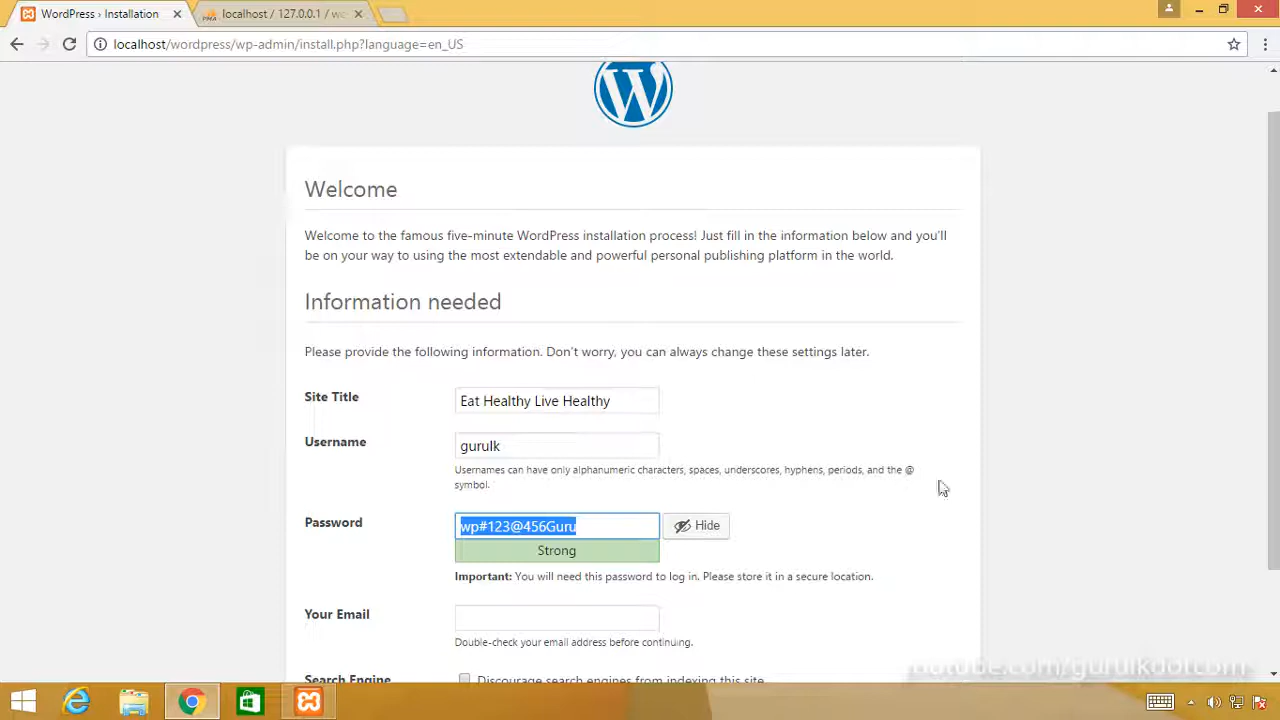 WordPress › Installation
localhost / 127.0.0.1 / wo
localhost/wordpress/wp-admin/install.php?language=en_US
Welcome
Welcome to the famous five-minute WordPress installation process! Just fill in the information below and you'll
be on your way to using the most extendable and powerful personal publishing platform in the world.
Information needed
Please provide the following information. Don't worry, you can always change these settings later.
Site Title
Eat Healthy Live Healthy
Username
gurulk
Usernames can have only alphanumeric characters, spaces, underscores, hyphens, periods, and the @
symbol.
Password
wp#123@456Guru
Hide
Strong
Important: You will need this password to log in. Please store it in a secure location.
Your Email
Double-check your email address before continuing.
Search Engine
Discourage search engines from indexing this site
youtube.com/gurulkdotcom